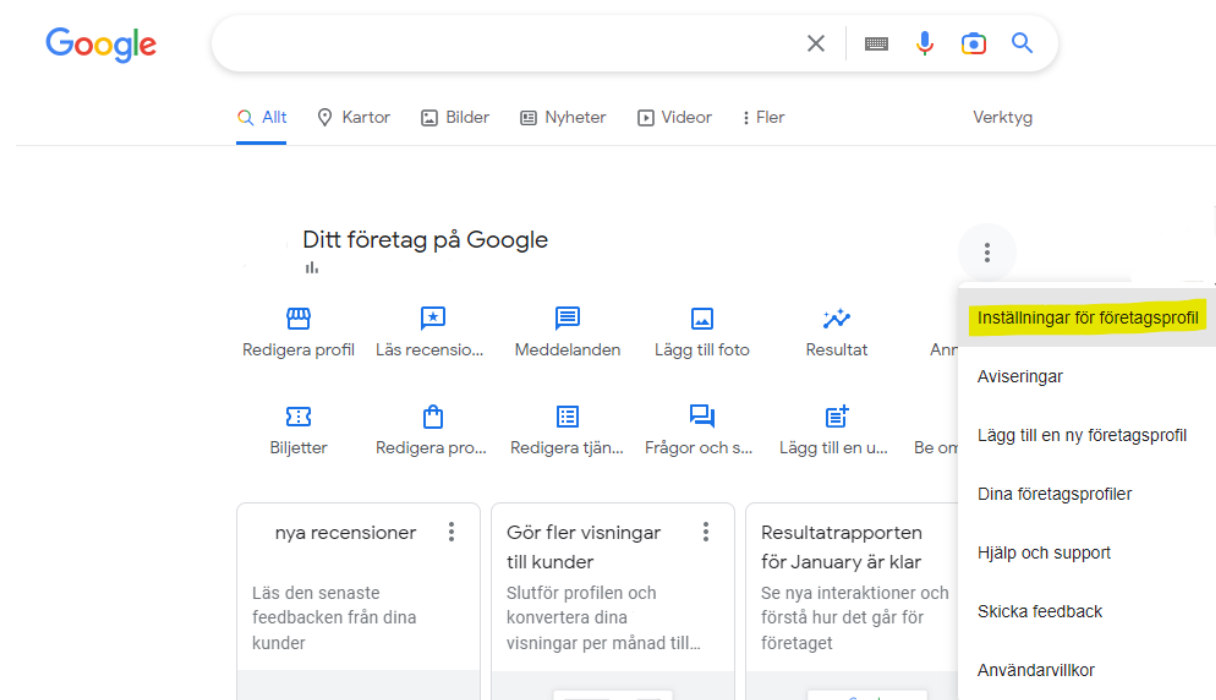 Google
Allt Kartor Bilder Nyheter Videor Fler Verktyg
Ditt företag på Google
Inställningar för företagsprofil
Aviseringar
Lägg till en ny företagsprofil
Dina företagsprofiler
Hjälp och support
Skicka feedback
Användarvillkor
Redigera profil Läs recensio... Meddelanden Lägg till foto Resultat
Biljetter Redigera pro... Redigera tjän... Frågor och s... Lägg till en u... Be om
nya recensioner
Läs den senaste
feedbacken från dina
kunder
Gör fler visningar
till kunder
Slutför profilen och
konvertera dina
visningar per månad till...
Resultatrapporten
för January är klar
Se nya interaktioner och
förstå hur det går för
företaget